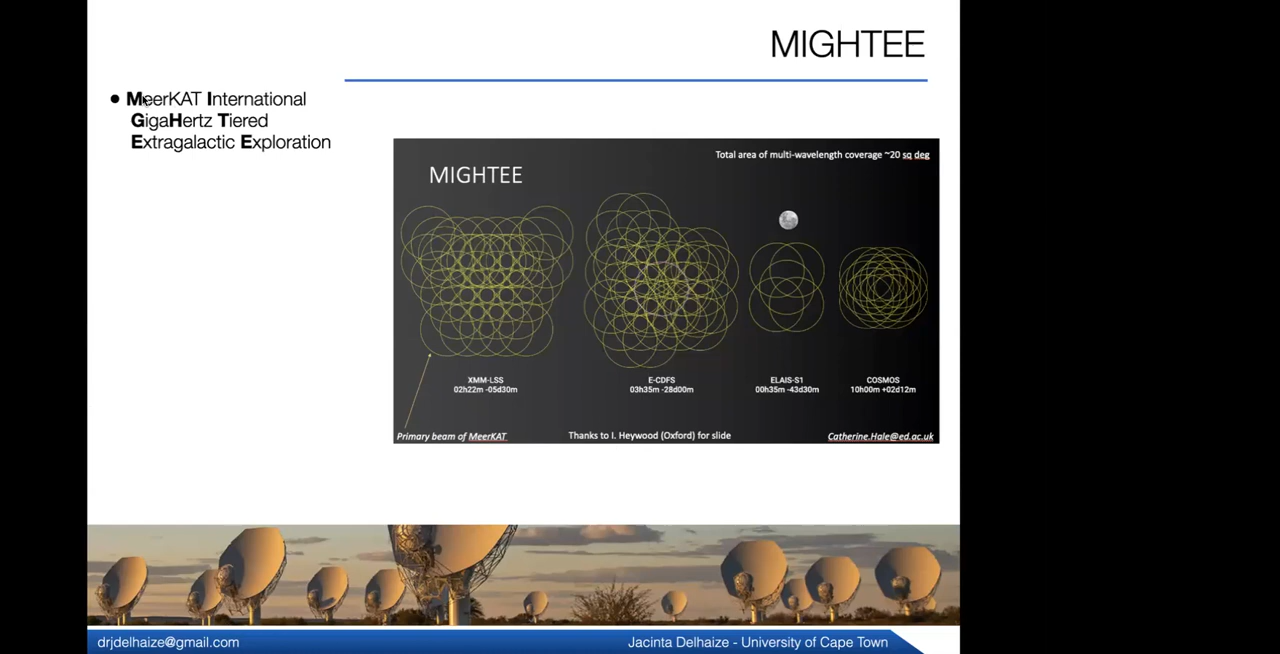 MIGHTEE
● MeerKAT International
GigaHertz Tiered
Extragalactic Exploration
Total area of multi-wavelength coverage ~20 sq deg
MIGHTEE
XMM-LSS
02h22m -05d30m
E-CDFS
03h35m -28d00m
ELAIS-S1
00h35m -43d30m
COSMOS
10h00m +02d12m
Primary beam of MeerKAT
Thanks to I. Heywood (Oxford) for slide
Catherine.Hale@ed.ac.uk
drjdelhaize@gmail.com
Jacinta Delhaize - University of Cape Town